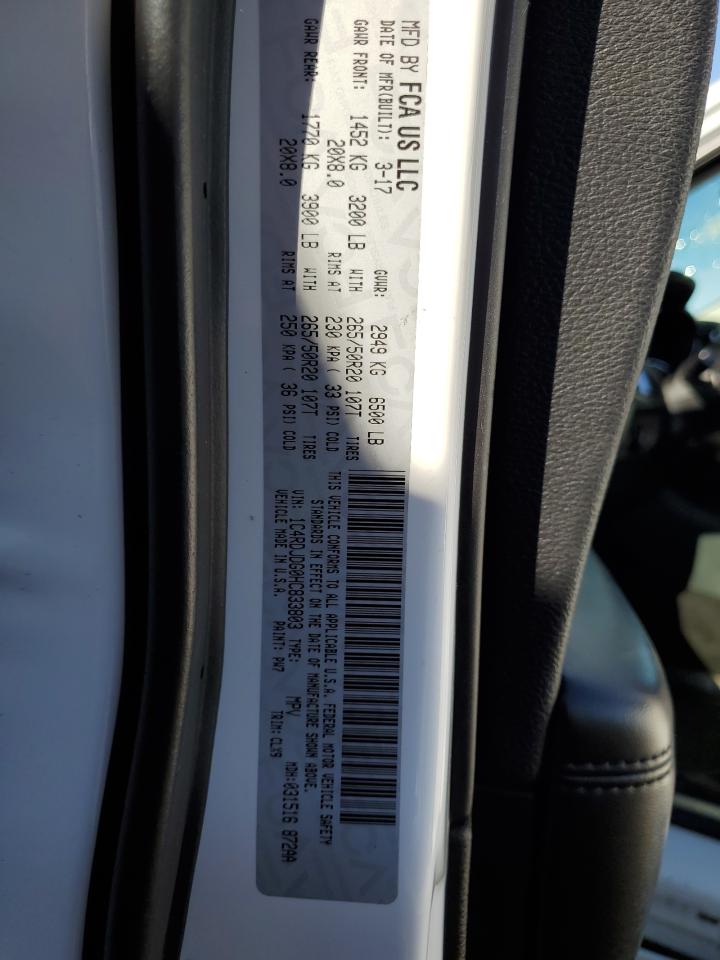 MFD BY FCA US LLC
DATE OF MFR(BUILT): 3-17 GVWR: 2949 KG 6500 LB
GAWR FRONT: 1452 KG 3200 LB WITH 265/50R20 107T TIRES
20X8.0 RIMS AT 230 KPA ( 33 PSI) COLD
GAWR REAR: 1770 KG 3900 LB WITH 265/50R20 107T TIRES
20X8.0 RIMS AT 250 KPA ( 36 PSI) COLD
THIS VEHICLE CONFORMS TO ALL APPLICABLE U.S.A. FEDERAL MOTOR VEHICLE SAFETY
STANDARDS IN EFFECT ON THE DATE OF MANUFACTURE SHOWN ABOVE.
VIN: 1C4RDJDG0HC833803 TYPE: MPV MDH:031516 872AA
VEHICLE MADE IN U.S.A. PAINT: PW7 TRIM:CLX9